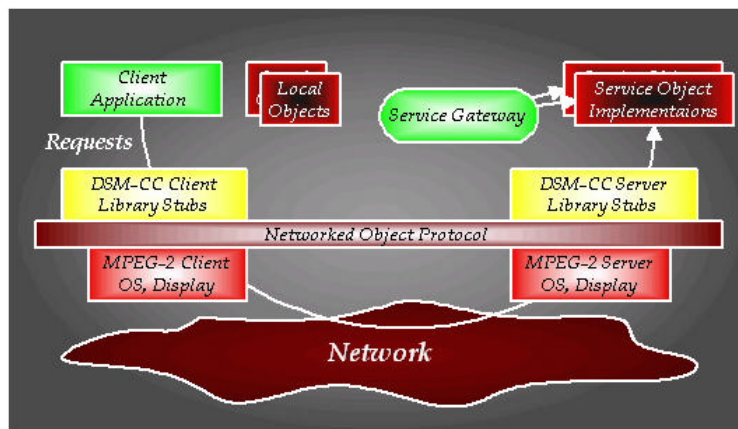 Client
Application
Local
Objects
Service Gateway
Service Object
Implementaions
Requests
DSM-CC Client
Library Stubs
DSM-CC Server
Library Stubs
Networked Object Protocol
MPEG-2 Client
OS, Display
MPEG-2 Server
OS, Display
Network